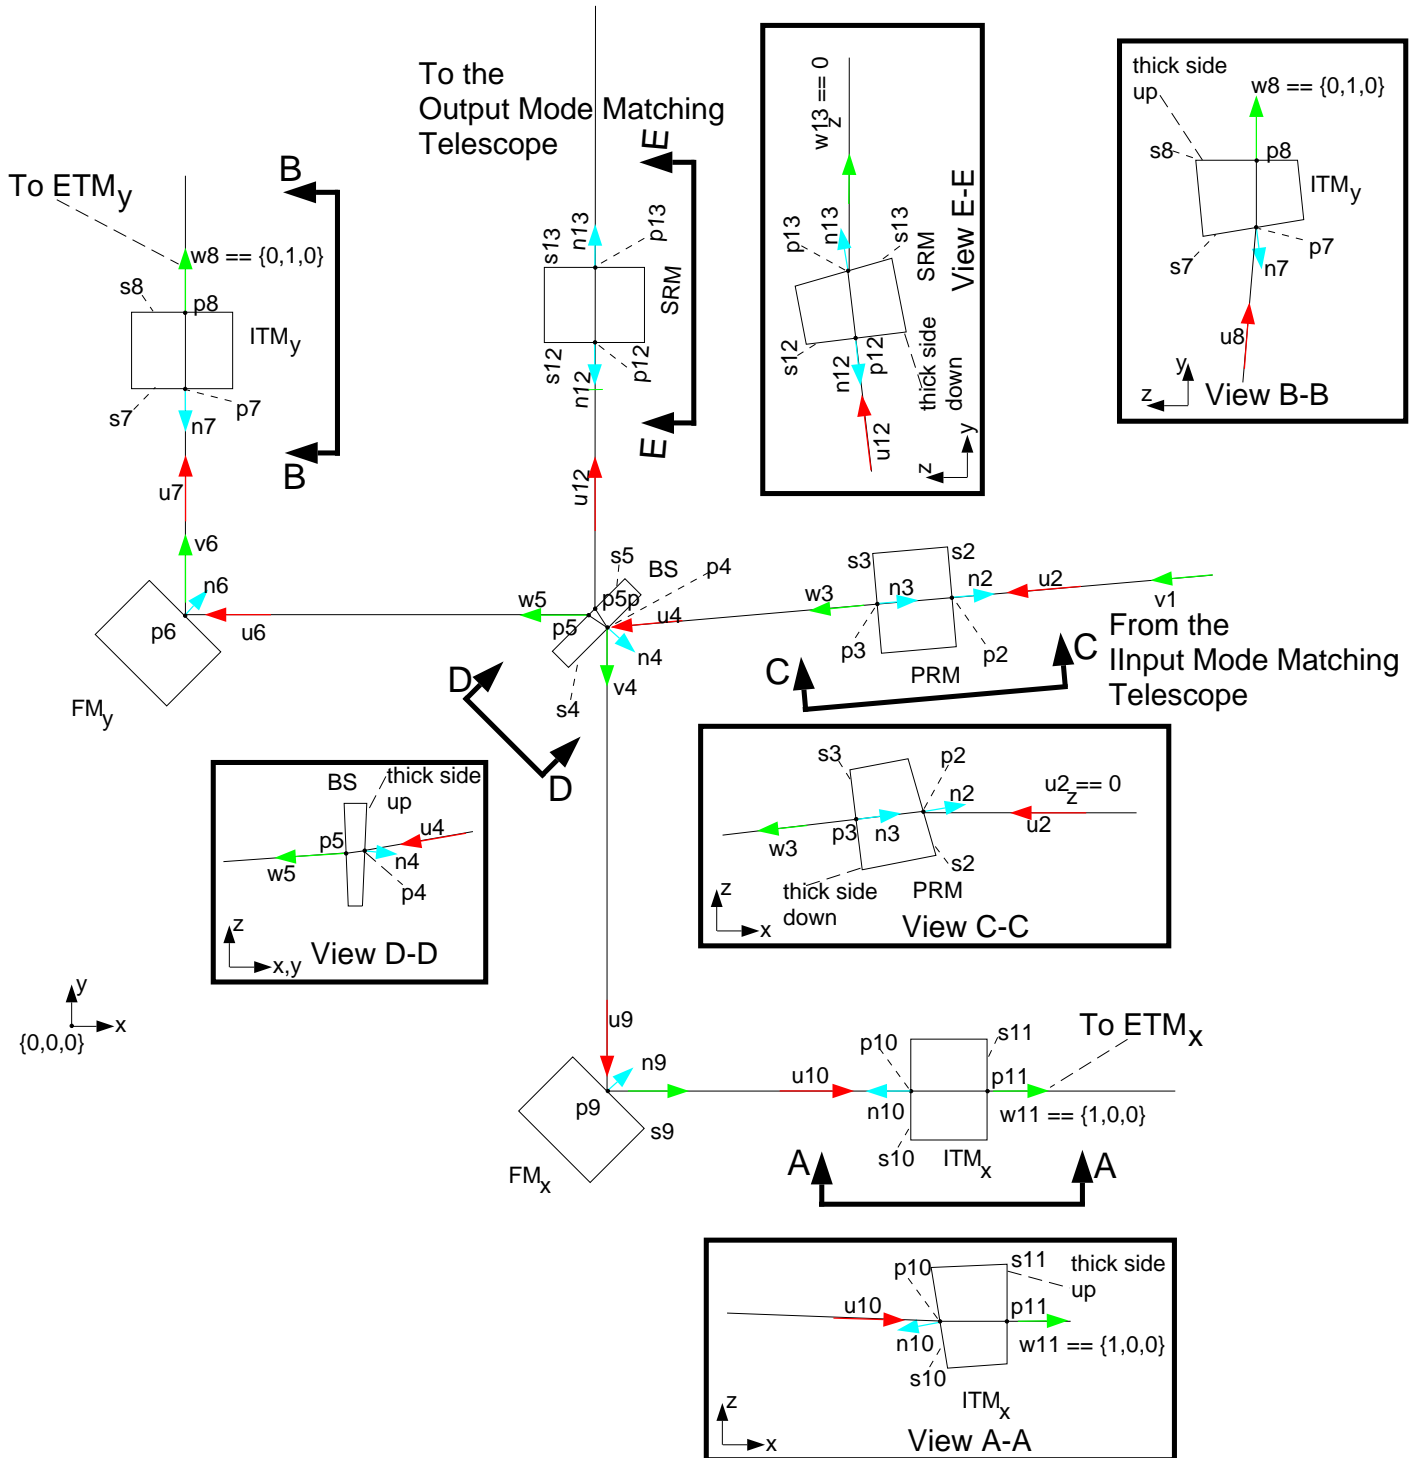 To the
Output Mode Matching
Telescope
To ETMy
B
B
w8 == {0,1,0}
s8
p8
ITMy
s7
p7
n7
u7
v6
n6
p6
u6
FMy
E
E
s13
n13
p13
SRM
s12
n12
p12
u12
w13z == 0
p13
n13
s13
SRM
View E-E
s12
n12
p12
thick side
down
u12
z
y
thick side
up
w8 == {0,1,0}
s8
p8
ITMy
s7
p7
n7
u8
y
z
View B-B
s5
BS
p4
w5
p5p
p5
u4
n4
v4
s4
D
D
s3
s2
w3
n3
n2
u2
v1
p3
p2
PRM
C
C
From the
IInput Mode Matching
Telescope
BS
thick side
up
p5
u4
w5
n4
p4
z
x,y
View D-D
s3
p2
n2
u2z == 0
u2
p3
n3
w3
s2
thick side
down
PRM
z
x
View C-C
y
x
{0,0,0}
u9
n9
p9
s9
FMx
u10
p10
s11
To ETMx
p11
n10
w11 == {1,0,0}
s10
ITMx
A
A
p10
s11
thick side
up
u10
p11
n10
w11 == {1,0,0}
s10
ITMx
z
x
View A-A